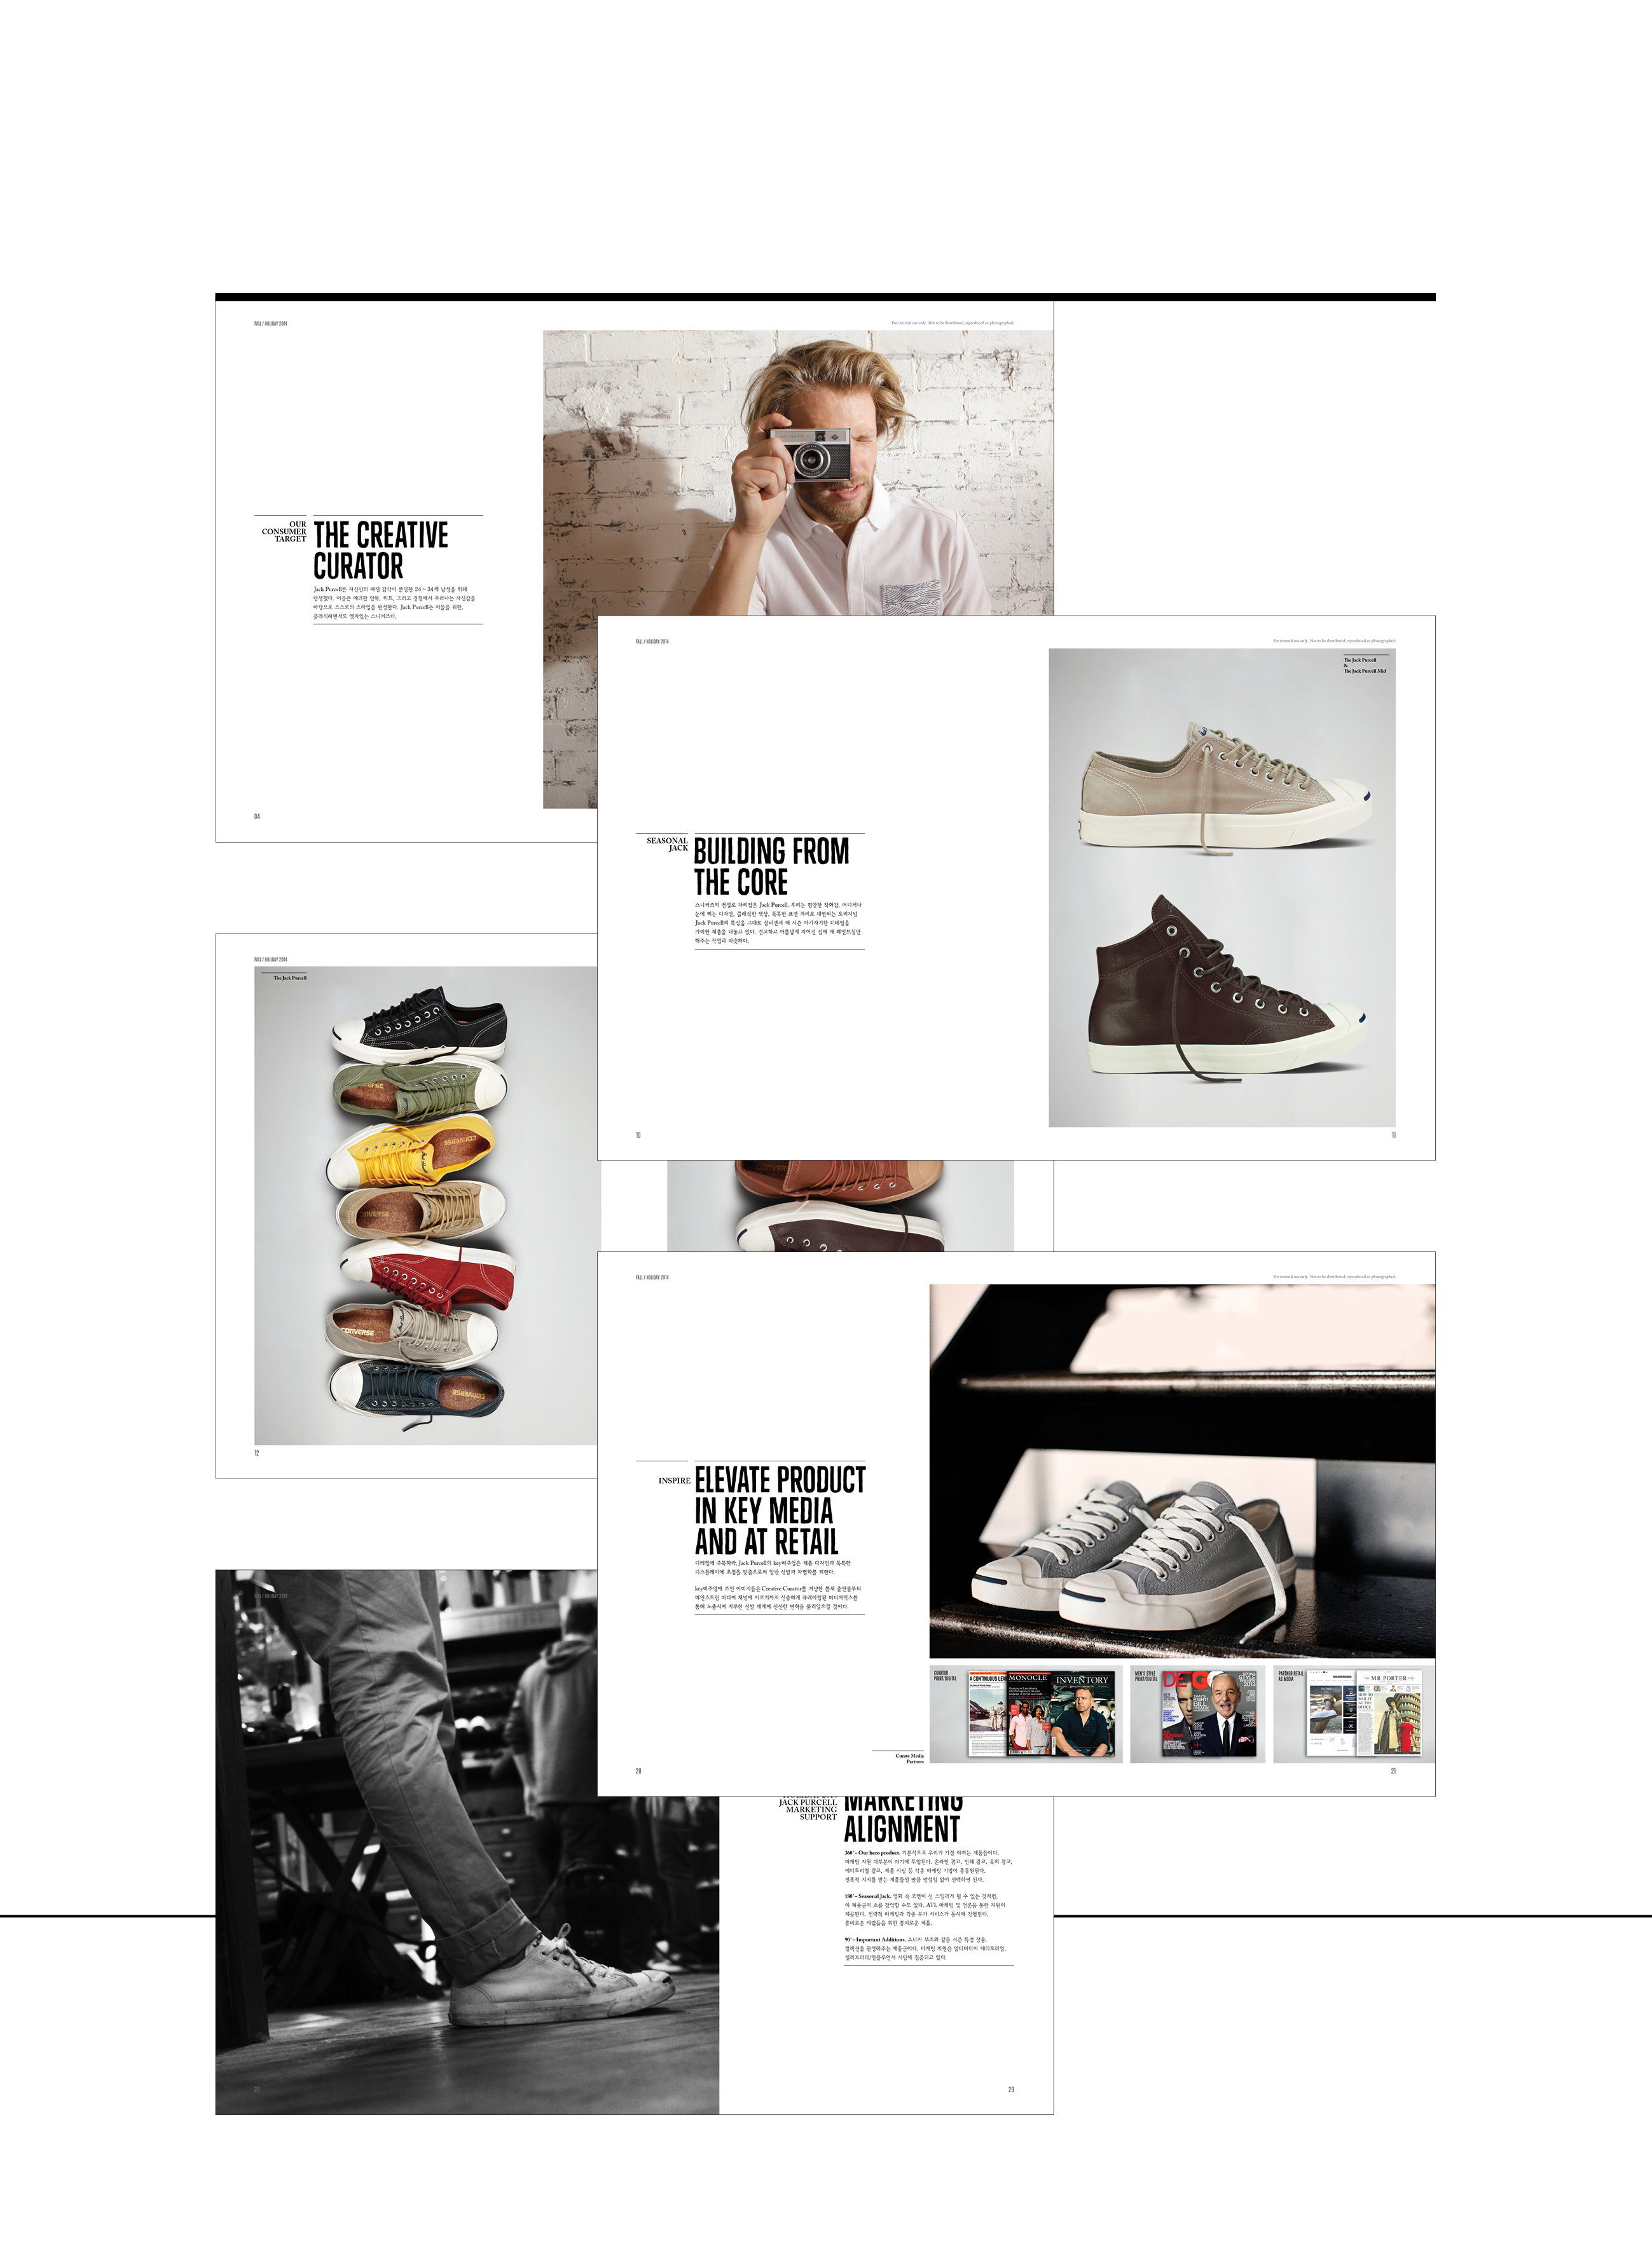 FALL / HOLIDAY 2014
For internal use only. Not to be distributed, reproduced or photographed.
OUR
CONSUMER
TARGET
THE CREATIVE
CURATOR
Jack Purcell은 자신만의 패션 감각이 분명한 24 ~ 34세 남성을 위해
탄생했다. 이들은 예리한 안목, 위트, 그리고 경험에서 우러나는 자신감을
바탕으로 스스로의 스타일을 완성한다. Jack Purcell은 이들을 위한,
클래식하면서도 엣지있는 스니커즈다.
04
FALL / HOLIDAY 2014
For internal use only. Not to be distributed, reproduced or photographed.
The Jack Purcell
&
The Jack Purcell Mid
SEASONAL
JACK
BUILDING FROM
THE CORE
스니커즈의 전설로 자리잡은 Jack Purcell. 우리는 편안한 착화감, 어디서나
눈에 띄는 디자인, 클래식한 색상, 독특한 표면 처리로 대변되는 오리지널
Jack Purcell의 특징을 그대로 살리면서 매 시즌 아기자기한 디테일을
가미한 제품을 내놓고 있다. 견고하고 아름답게 지어진 집에 새 페인트칠만
해주는 작업과 비슷하다.
10
11
FALL / HOLIDAY 2014
The Jack Purcell
CONVERSE
CONVERSE
CONVERSE
CONVERSE
12
FALL / HOLIDAY 2014
For internal use only. Not to be distributed, reproduced or photographed.
INSPIRE
ELEVATE PRODUCT
IN KEY MEDIA
AND AT RETAIL
디테일에 주목하라. Jack Purcell의 key비주얼은 제품 디자인과 독특한
디스플레이에 초점을 맞춤으로써 일반 신발과 차별화를 꾀한다.
key비주얼에 쓰인 이미지들은 Creative Curator를 겨냥한 틈새 출판물부터
메인스트림 미디어 채널에 이르기까지 신중하게 큐레이팅된 미디어믹스를
통해 노출시켜 지루한 신발 세계에 신선한 변혁을 불러일으킬 것이다.
CURATOR
PRINT/DIGITAL
A CONTINUOUS LEAN
MONOCLE
INVENTORY
MEN'S STYLE
PRINT/DIGITAL
DE
GQ
BILL
PARTNER RETAIL
AS MEDIA
MR PORTER
Curate Media
Partners
20
21
FALL / HOLIDAY 2014
JACK PURCELL
MARKETING
SUPPORT
MARKETING
ALIGNMENT
360° – Our hero product. 기본적으로 우리가 가장 아끼는 제품들이다.
마케팅 자원 대부분이 여기에 투입된다. 온라인 광고, 인쇄 광고, 옥외 광고,
에디토리얼 광고, 제품 시딩 등 각종 마케팅 기법이 총동원된다.
전폭적 지지를 받는 제품들인 만큼 망설임 없이 선택하면 된다.
180° – Seasonal Jack. 영화 속 조연이 신 스틸러가 될 수 있는 것처럼,
이 제품군이 쇼를 장악할 수도 있다. ATL 마케팅 및 언론을 통한 지원이
제공된다. 전략적 마케팅과 각종 부가 서비스가 동시에 진행된다.
흥미로운 사람들을 위한 흥미로운 제품.
90° – Important Additions. 스니커 부츠와 같은 시즌 특정 상품.
컬렉션을 완성해주는 제품군이다. 마케팅 지원은 멀티미디어 에디토리얼,
셀러브리티/인플루언서 시딩에 집중되고 있다.
28
29